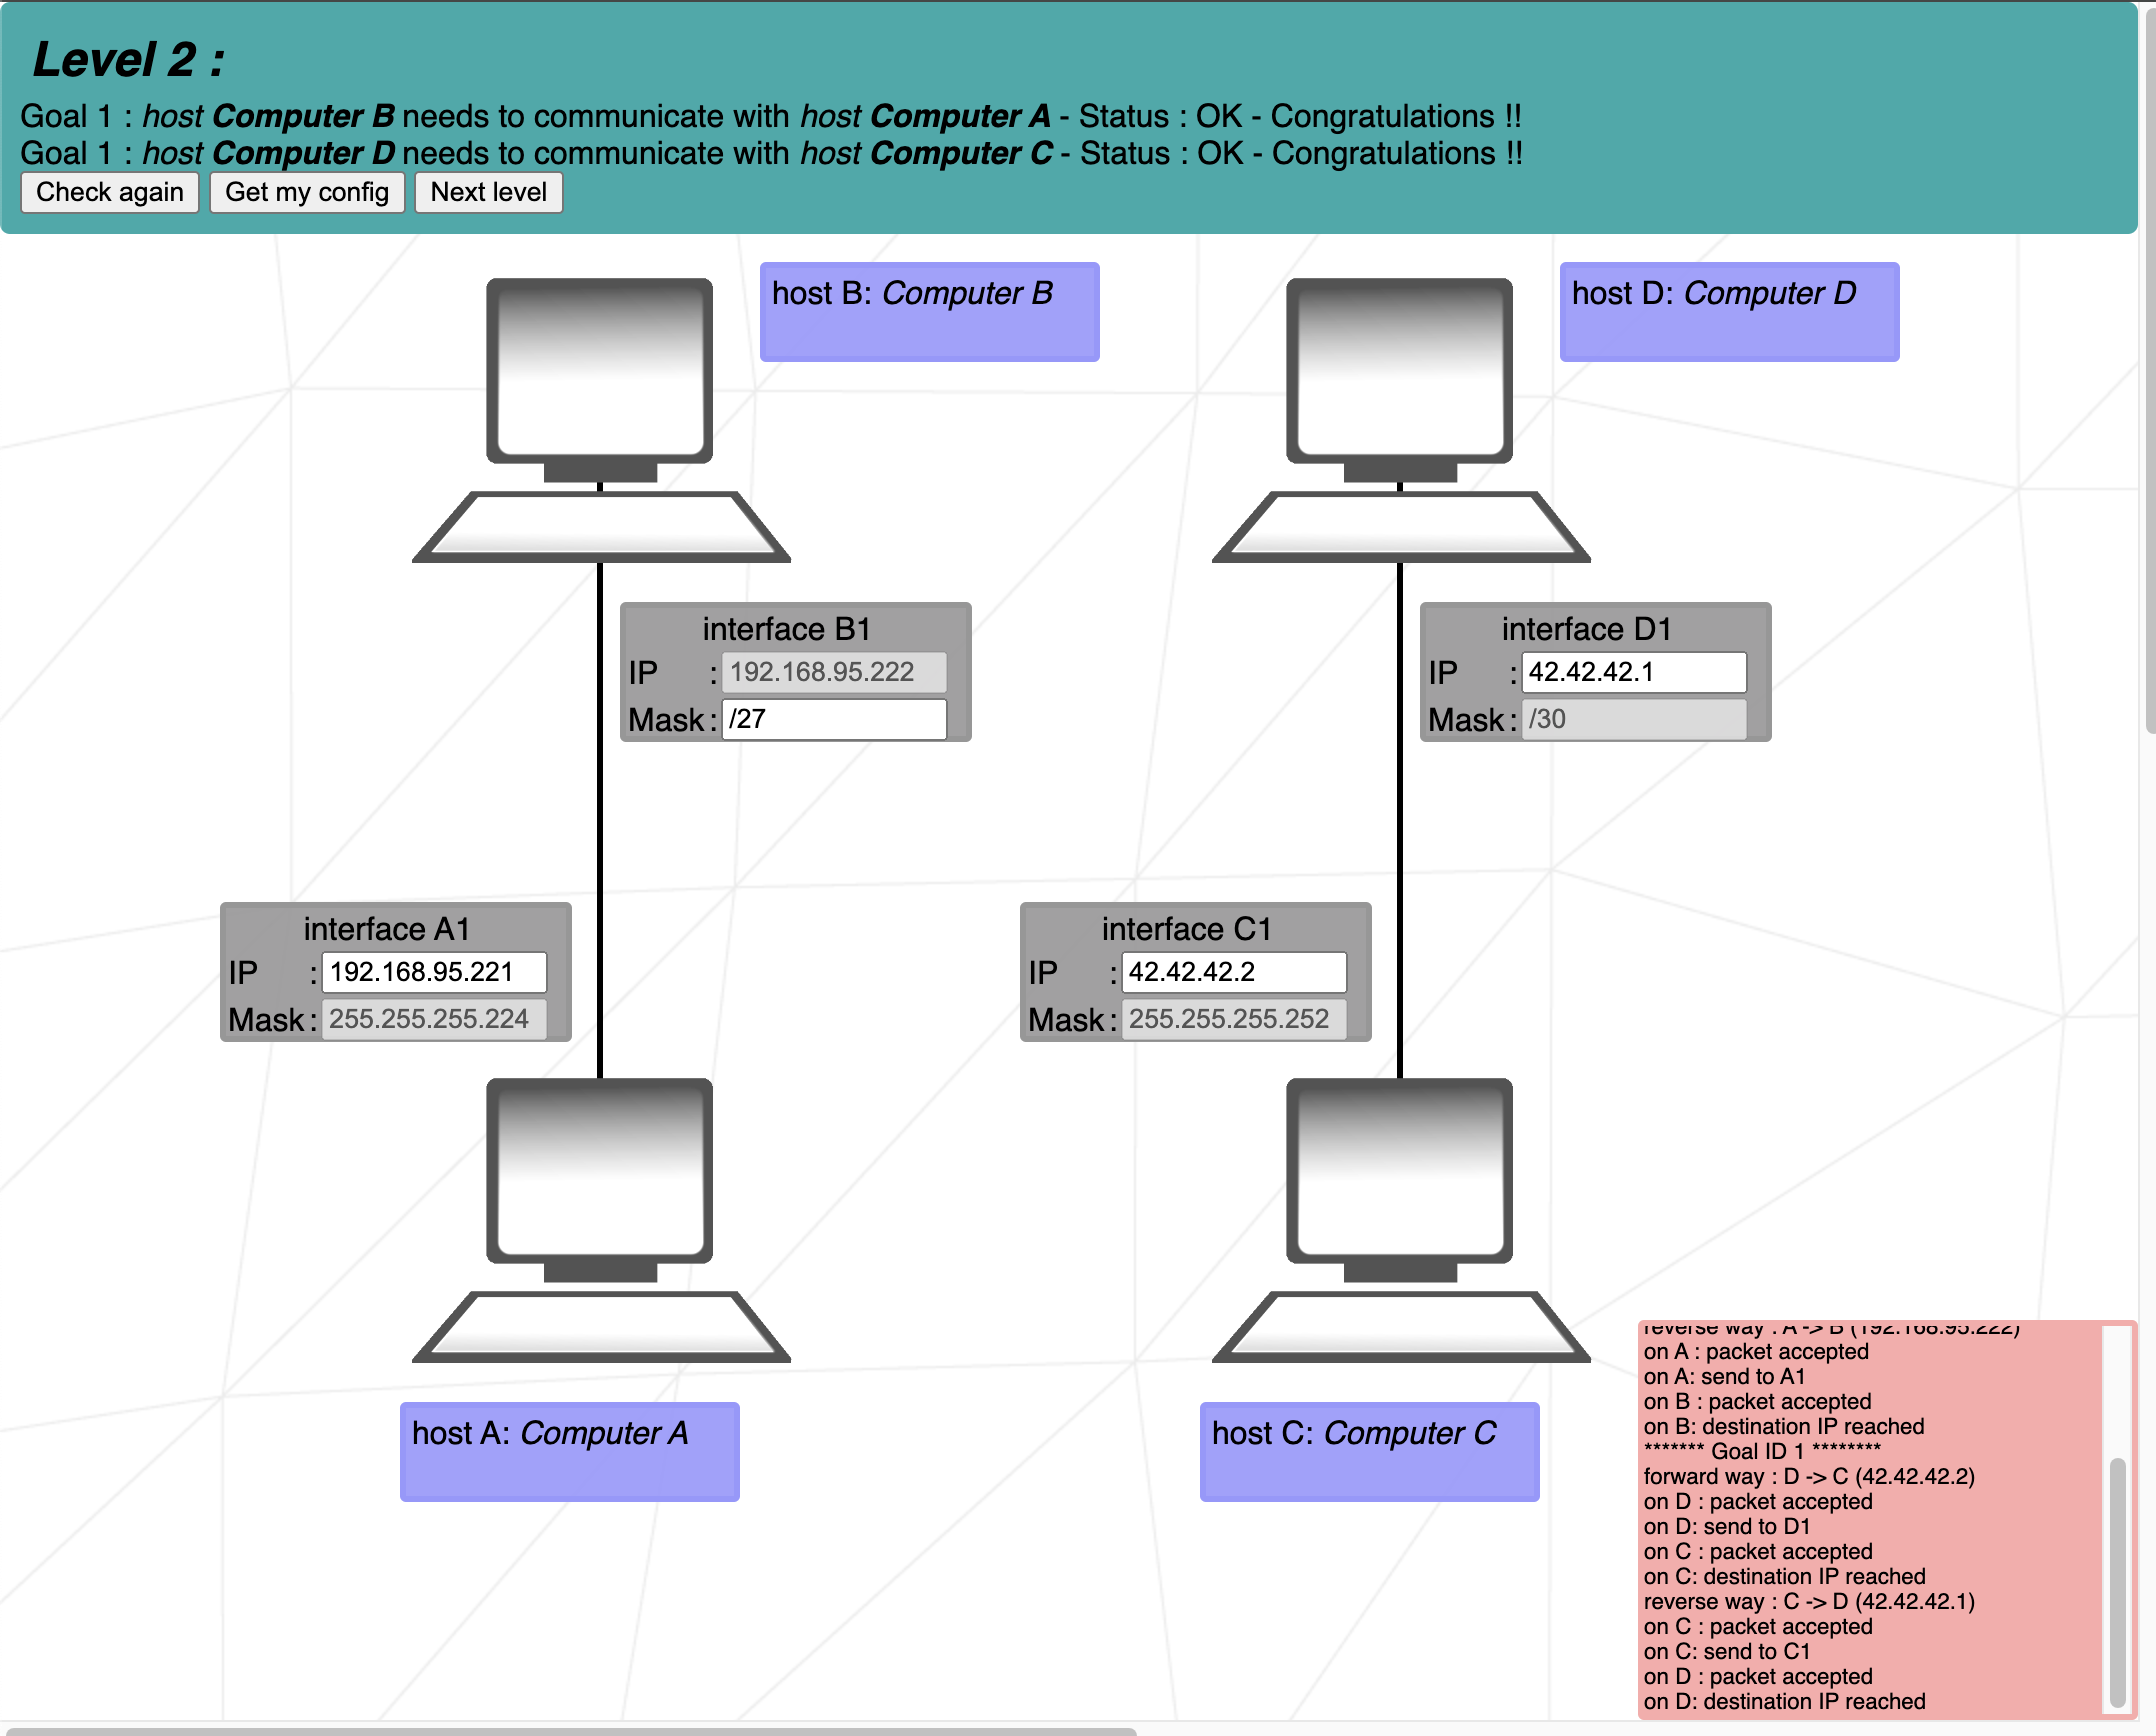 Level 2 :
Goal 1 : host Computer B needs to communicate with host Computer A - Status : OK - Congratulations !!
Goal 1 : host Computer D needs to communicate with host Computer C - Status : OK - Congratulations !!
Check again Get my config Next level
host B: Computer B
host D: Computer D
interface B1
IP : 192.168.95.222
Mask : /27
interface D1
IP : 42.42.42.1
Mask : /30
interface A1
IP : 192.168.95.221
Mask : 255.255.255.224
interface C1
IP : 42.42.42.2
Mask : 255.255.255.252
host A: Computer A
host C: Computer C
reverse way : A -> B (192.168.95.222)
on A : packet accepted
on A: send to A1
on B : packet accepted
on B: destination IP reached
******* Goal ID 1 ********
forward way : D -> C (42.42.42.2)
on D : packet accepted
on D: send to D1
on C : packet accepted
on C: destination IP reached
reverse way : C -> D (42.42.42.1)
on C : packet accepted
on C: send to C1
on D : packet accepted
on D: destination IP reached